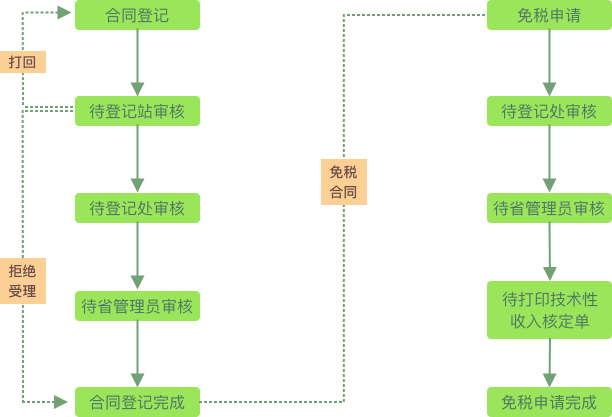 合同登记
免税申请
打回
待登记站审核
待登记处审核
免税
合同
待登记处审核
待省管理员审核
拒绝
受理
待省管理员审核
待打印技术性
收入核定单
合同登记完成
免税申请完成